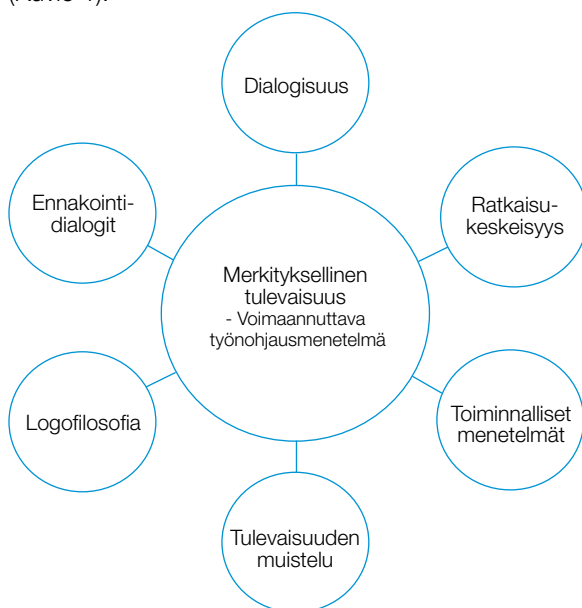 (Kuvio 1).
Dialogisuus
Ennakointi-
dialogit
Ratkaisu-
keskeisyys
Merkityksellinen
tulevaisuus
- Voimaannuttava
työnohjausmenetelmä
Logofilosofia
Toiminnalliset
menetelmät
Tulevaisuuden
muistelu